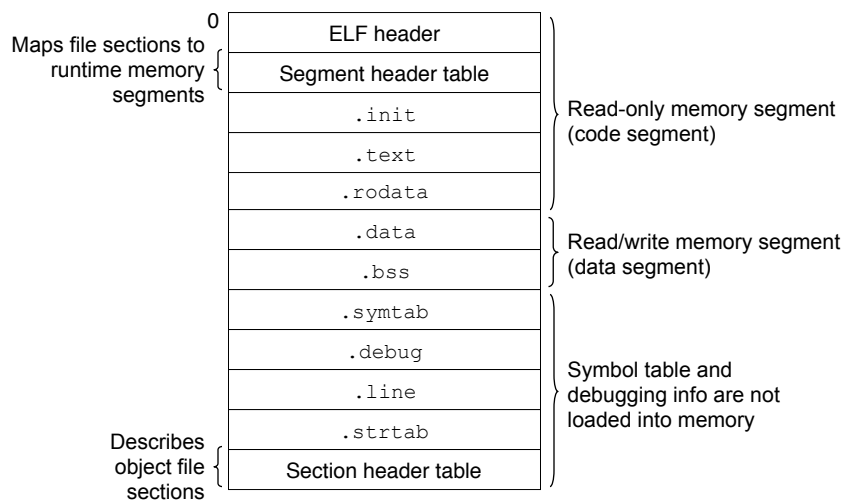 0
Maps file sections to
runtime memory
segments
ELF header
Segment header table
.init
.text
.rodata
.data
.bss
.symtab
.debug
.line
.strtab
Section header table
Describes
object file
sections
Read-only memory segment
(code segment)
Read/write memory segment
(data segment)
Symbol table and
debugging info are not
loaded into memory